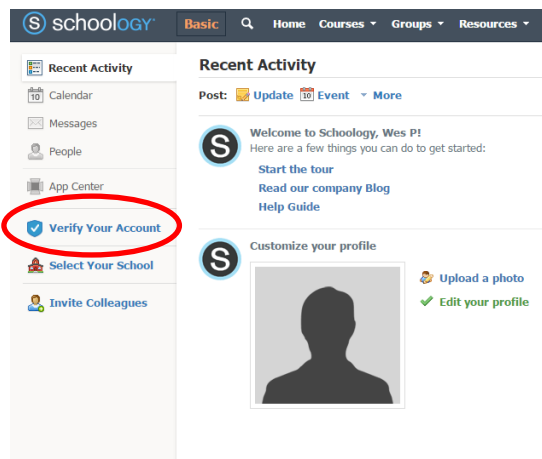 S schoology Basic Home Courses Groups Resources
Recent Activity
10 Calendar
Messages
People
App Center
Verify Your Account
Select Your School
Invite Colleagues
Recent Activity
Post: Update 10 Event More
S
Welcome to Schoology, Wes P!
Here are a few things you can do to get started:
Start the tour
Read our company Blog
Help Guide
S
Customize your profile
Upload a photo
Edit your profile